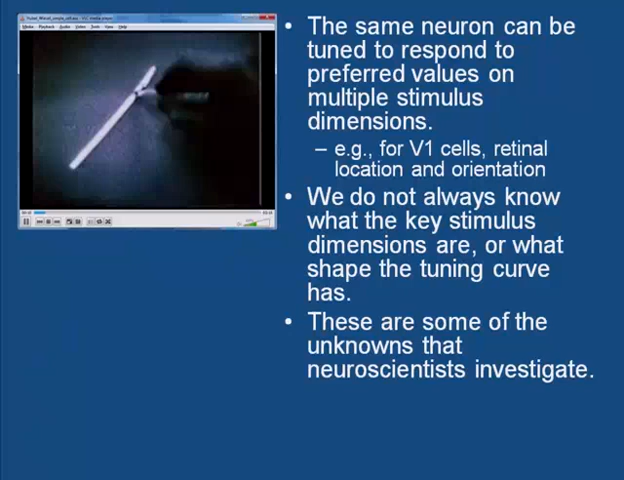 • The same neuron can be
tuned to respond to
preferred values on
multiple stimulus
dimensions.
– e.g., for V1 cells, retinal
location and orientation
• We do not always know
what the key stimulus
dimensions are, or what
shape the tuning curve
has.
• These are some of the
unknowns that
neuroscientists investigate.